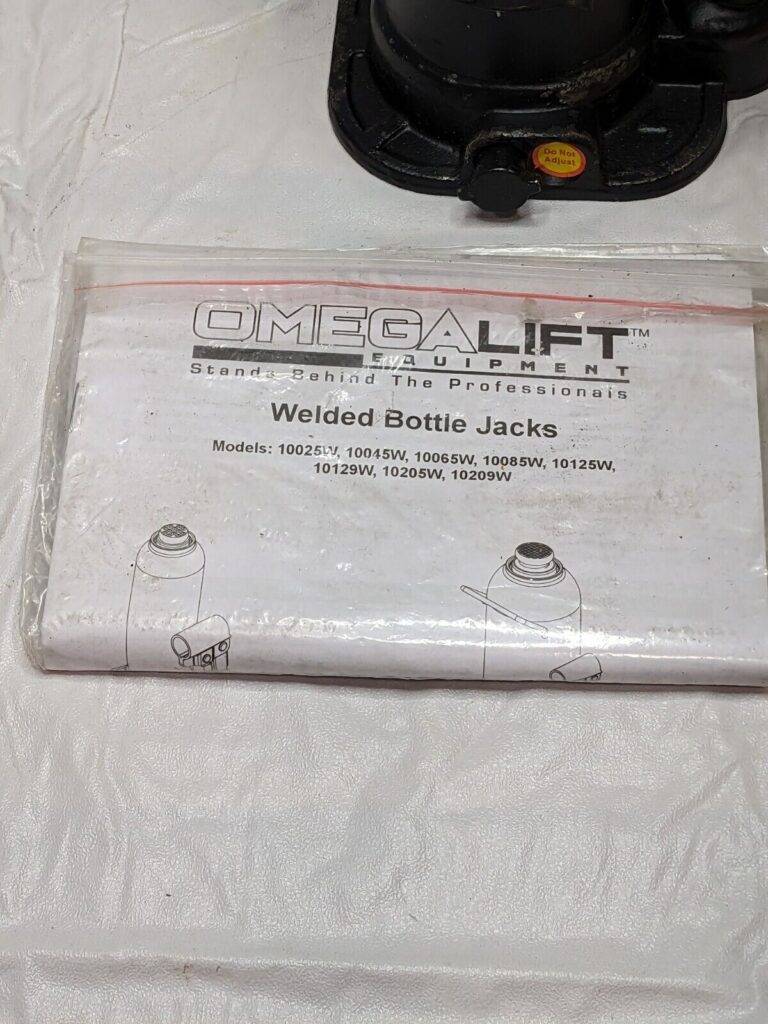 Do Not
Adjust
OMEGALIFT™
EQUIPMENT
Stands Behind The Professionals
Welded Bottle Jacks
Models: 10025W, 10045W, 10065W, 10085W, 10125W,
10129W, 10205W, 10209W